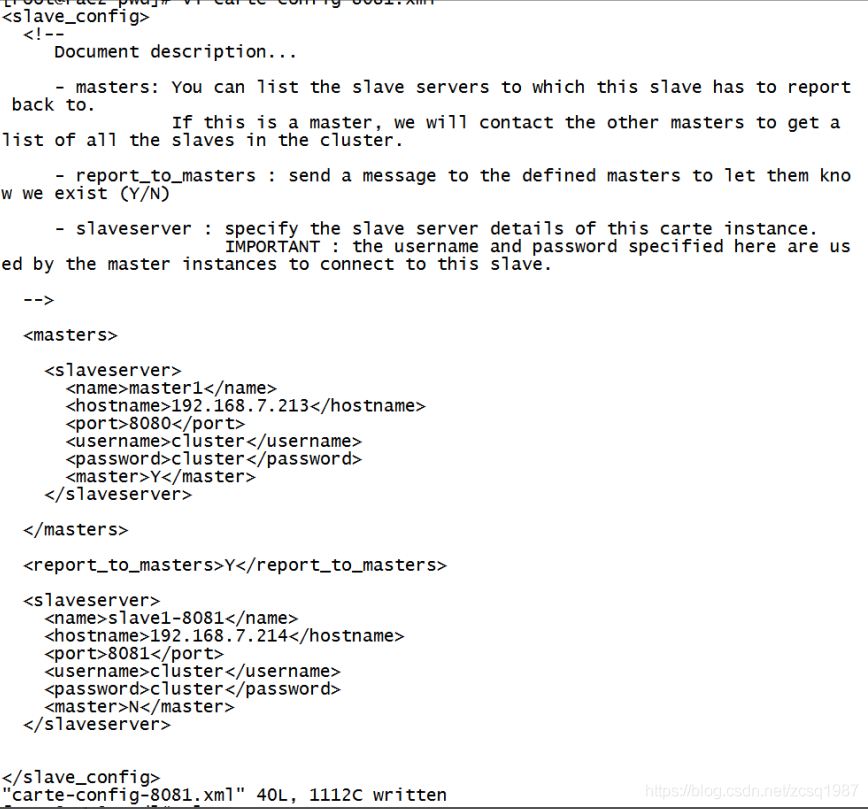 [root@rac2 pwd]# vi carte-config-8081.xml
<slave_config>
  <!--
     Document description...

     - masters: You can list the slave servers to which this slave has to report
 back to.
                If this is a master, we will contact the other masters to get a
list of all the slaves in the cluster.

     - report_to_masters : send a message to the defined masters to let them kno
w we exist (Y/N)

     - slaveserver : specify the slave server details of this carte instance.
                     IMPORTANT : the username and password specified here are us
ed by the master instances to connect to this slave.

  -->

  <masters>

    <slaveserver>
      <name>master1</name>
      <hostname>192.168.7.213</hostname>
      <port>8080</port>
      <username>cluster</username>
      <password>cluster</password>
      <master>Y</master>
    </slaveserver>

  </masters>

  <report_to_masters>Y</report_to_masters>

  <slaveserver>
    <name>slave1-8081</name>
    <hostname>192.168.7.214</hostname>
    <port>8081</port>
    <username>cluster</username>
    <password>cluster</password>
    <master>N</master>
  </slaveserver>


</slave_config>
"carte-config-8081.xml" 40L, 1112C written
https://blog.csdn.net/zcsq1987